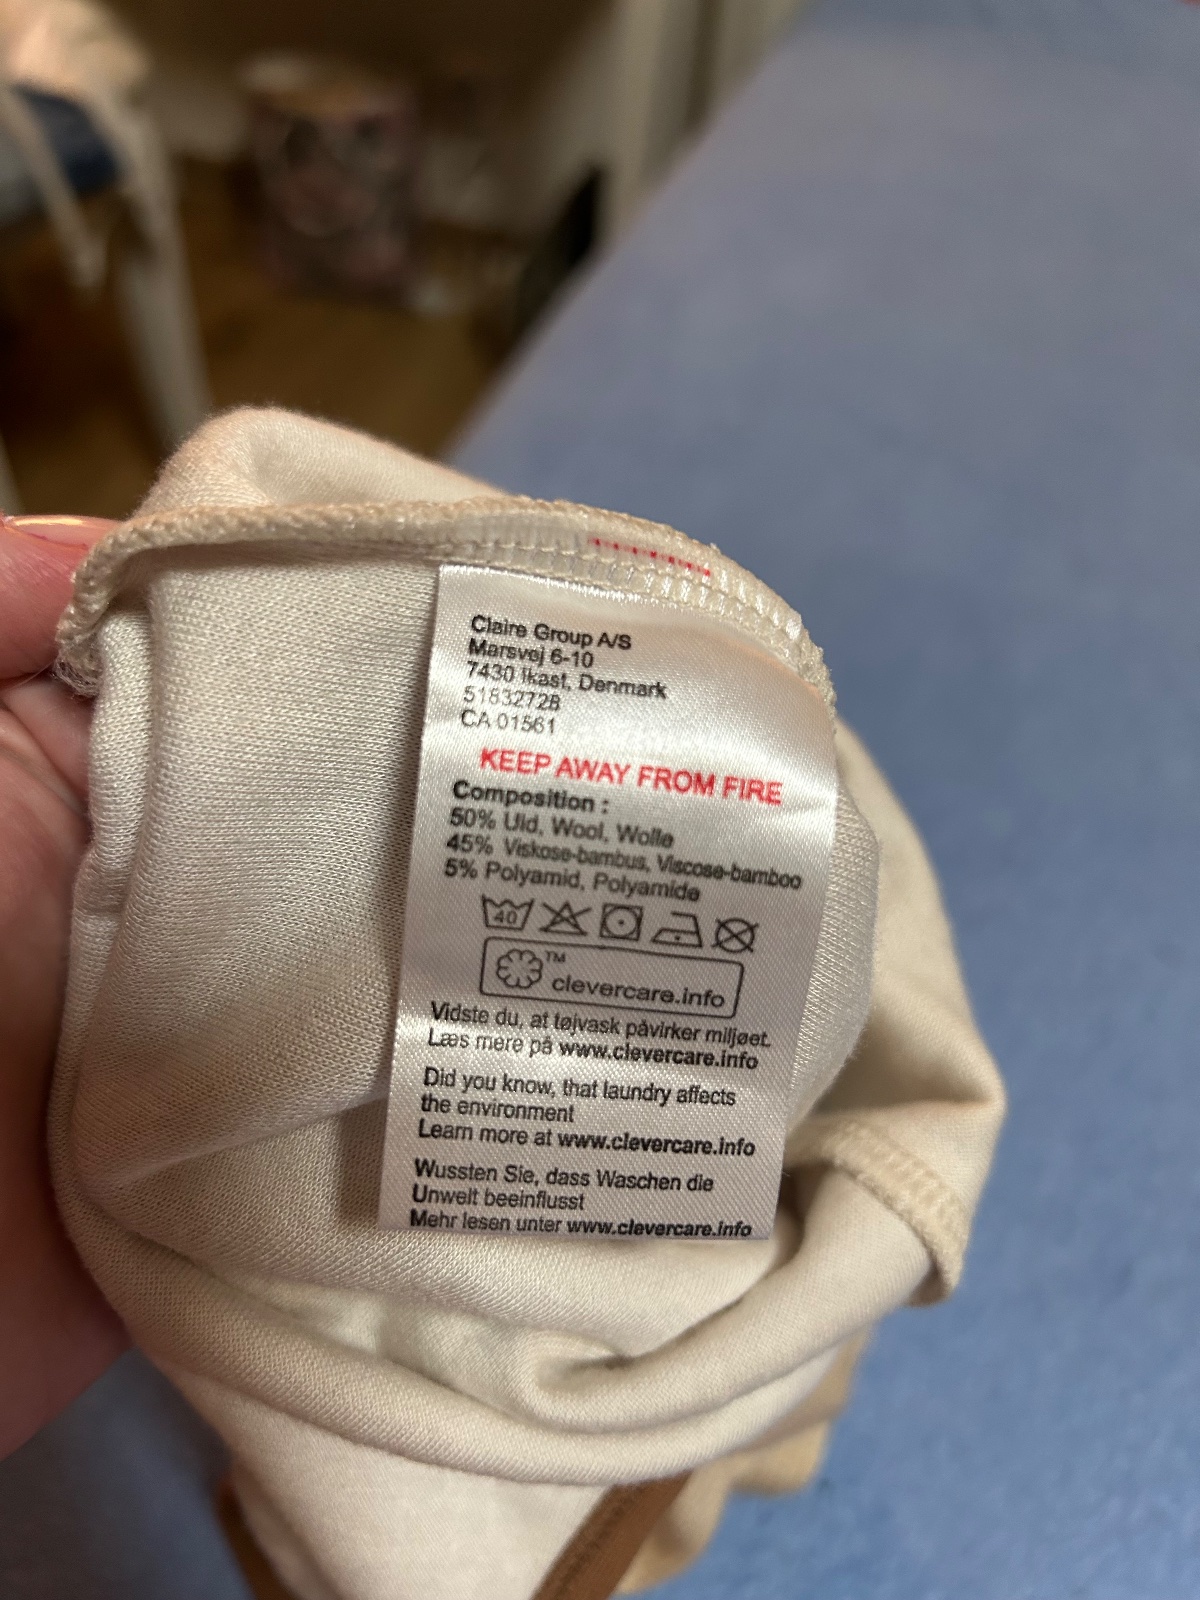 Claire Group A/S
Marsvej 6-10
7430 Ikast, Denmark
51832728
CA 01561
KEEP AWAY FROM FIRE
Composition :
50% Uld, Wool, Wolle
45% Viskose-bambus, Viscose-bamboo
5% Polyamid, Polyamide
40
TM
clevercare.info
Vidste du, at tøjvask påvirker miljøet.
Læs mere på www.clevercare.info
Did you know, that laundry affects
the environment
Learn more at www.clevercare.info
Wussten Sie, dass Waschen die
Umwelt beeinflusst
Mehr lesen unter www.clevercare.info